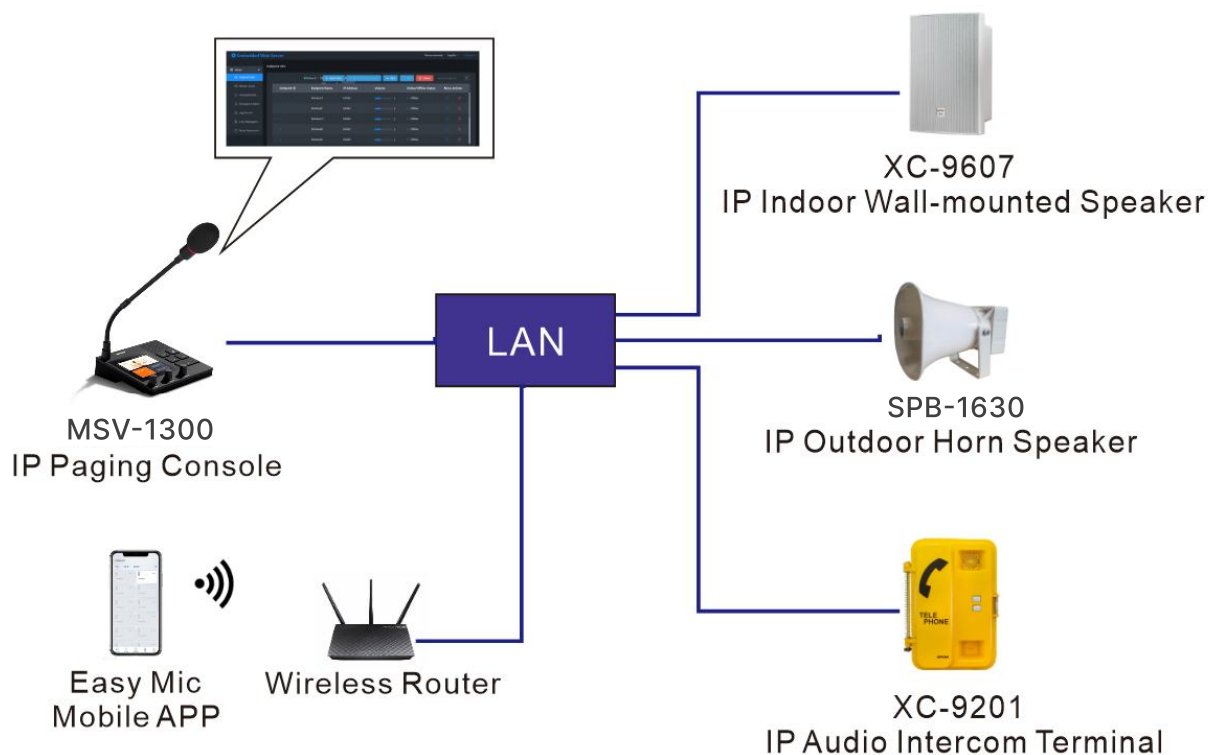 XC-9607
IP Indoor Wall-mounted Speaker
LAN
MSV-1300
IP Paging Console
SPB-1630
IP Outdoor Horn Speaker
TELE
PHONE
Easy Mic
Mobile APP
Wireless Router
XC-9201
IP Audio Intercom Terminal